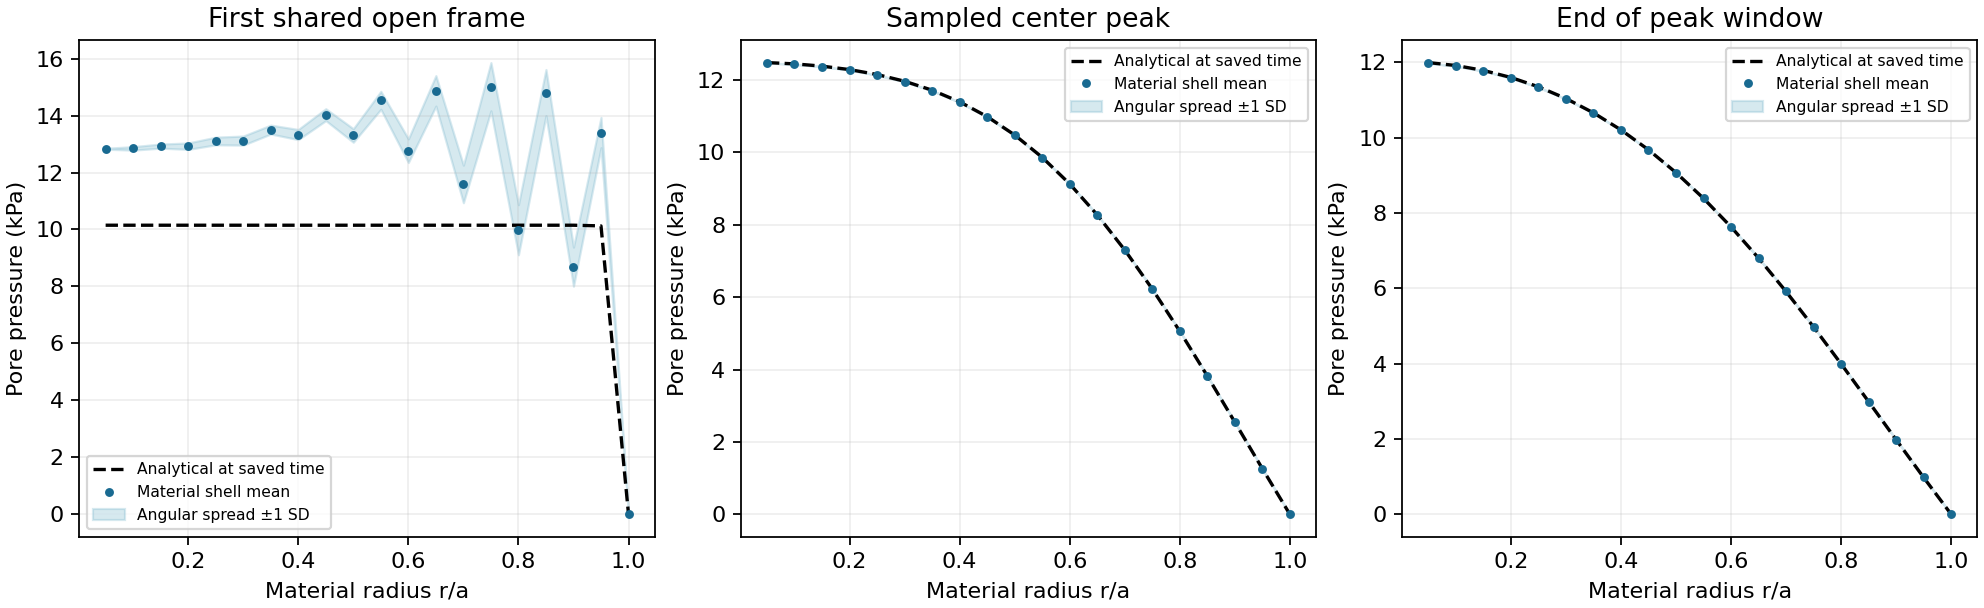 First shared open frame
Pore pressure (kPa)
16
14
12
10
8
6
4
2
0
Analytical at saved time
Material shell mean
Angular spread ±1 SD
0.2 0.4 0.6 0.8 1.0
Material radius r/a
Sampled center peak
Pore pressure (kPa)
12
10
8
6
4
2
0
Analytical at saved time
Material shell mean
Angular spread ±1 SD
0.2 0.4 0.6 0.8 1.0
Material radius r/a
End of peak window
Pore pressure (kPa)
12
10
8
6
4
2
0
Analytical at saved time
Material shell mean
Angular spread ±1 SD
0.2 0.4 0.6 0.8 1.0
Material radius r/a